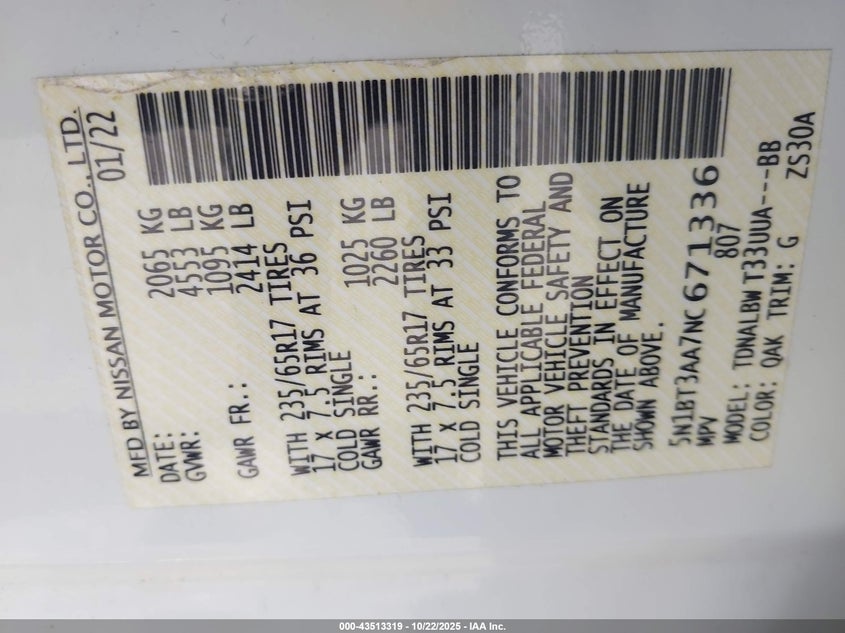 MFD BY NISSAN MOTOR CO., LTD.
DATE: 01/22
GVWR: 2065 KG
4553 LB
1095 KG
GAWR FR.: 2414 LB
WITH 235/65R17 TIRES
17 X 7.5 RIMS AT 36 PSI
COLD SINGLE
GAWR RR.: 1025 KG
2260 LB
WITH 235/65R17 TIRES
17 X 7.5 RIMS AT 33 PSI
COLD SINGLE
THIS VEHICLE CONFORMS TO
ALL APPLICABLE FEDERAL
MOTOR VEHICLE SAFETY AND
THEFT PREVENTION
STANDARDS IN EFFECT ON
THE DATE OF MANUFACTURE
SHOWN ABOVE.
5N1BT3AA7NC671336
MPV 807
MODEL: TDNALBWT33UUA---BB
COLOR: QAK TRIM: G ZS30A
000-43513319 - 10/22/2025 - IAA Inc.